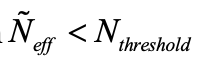 Ñ_eff < N_threshold